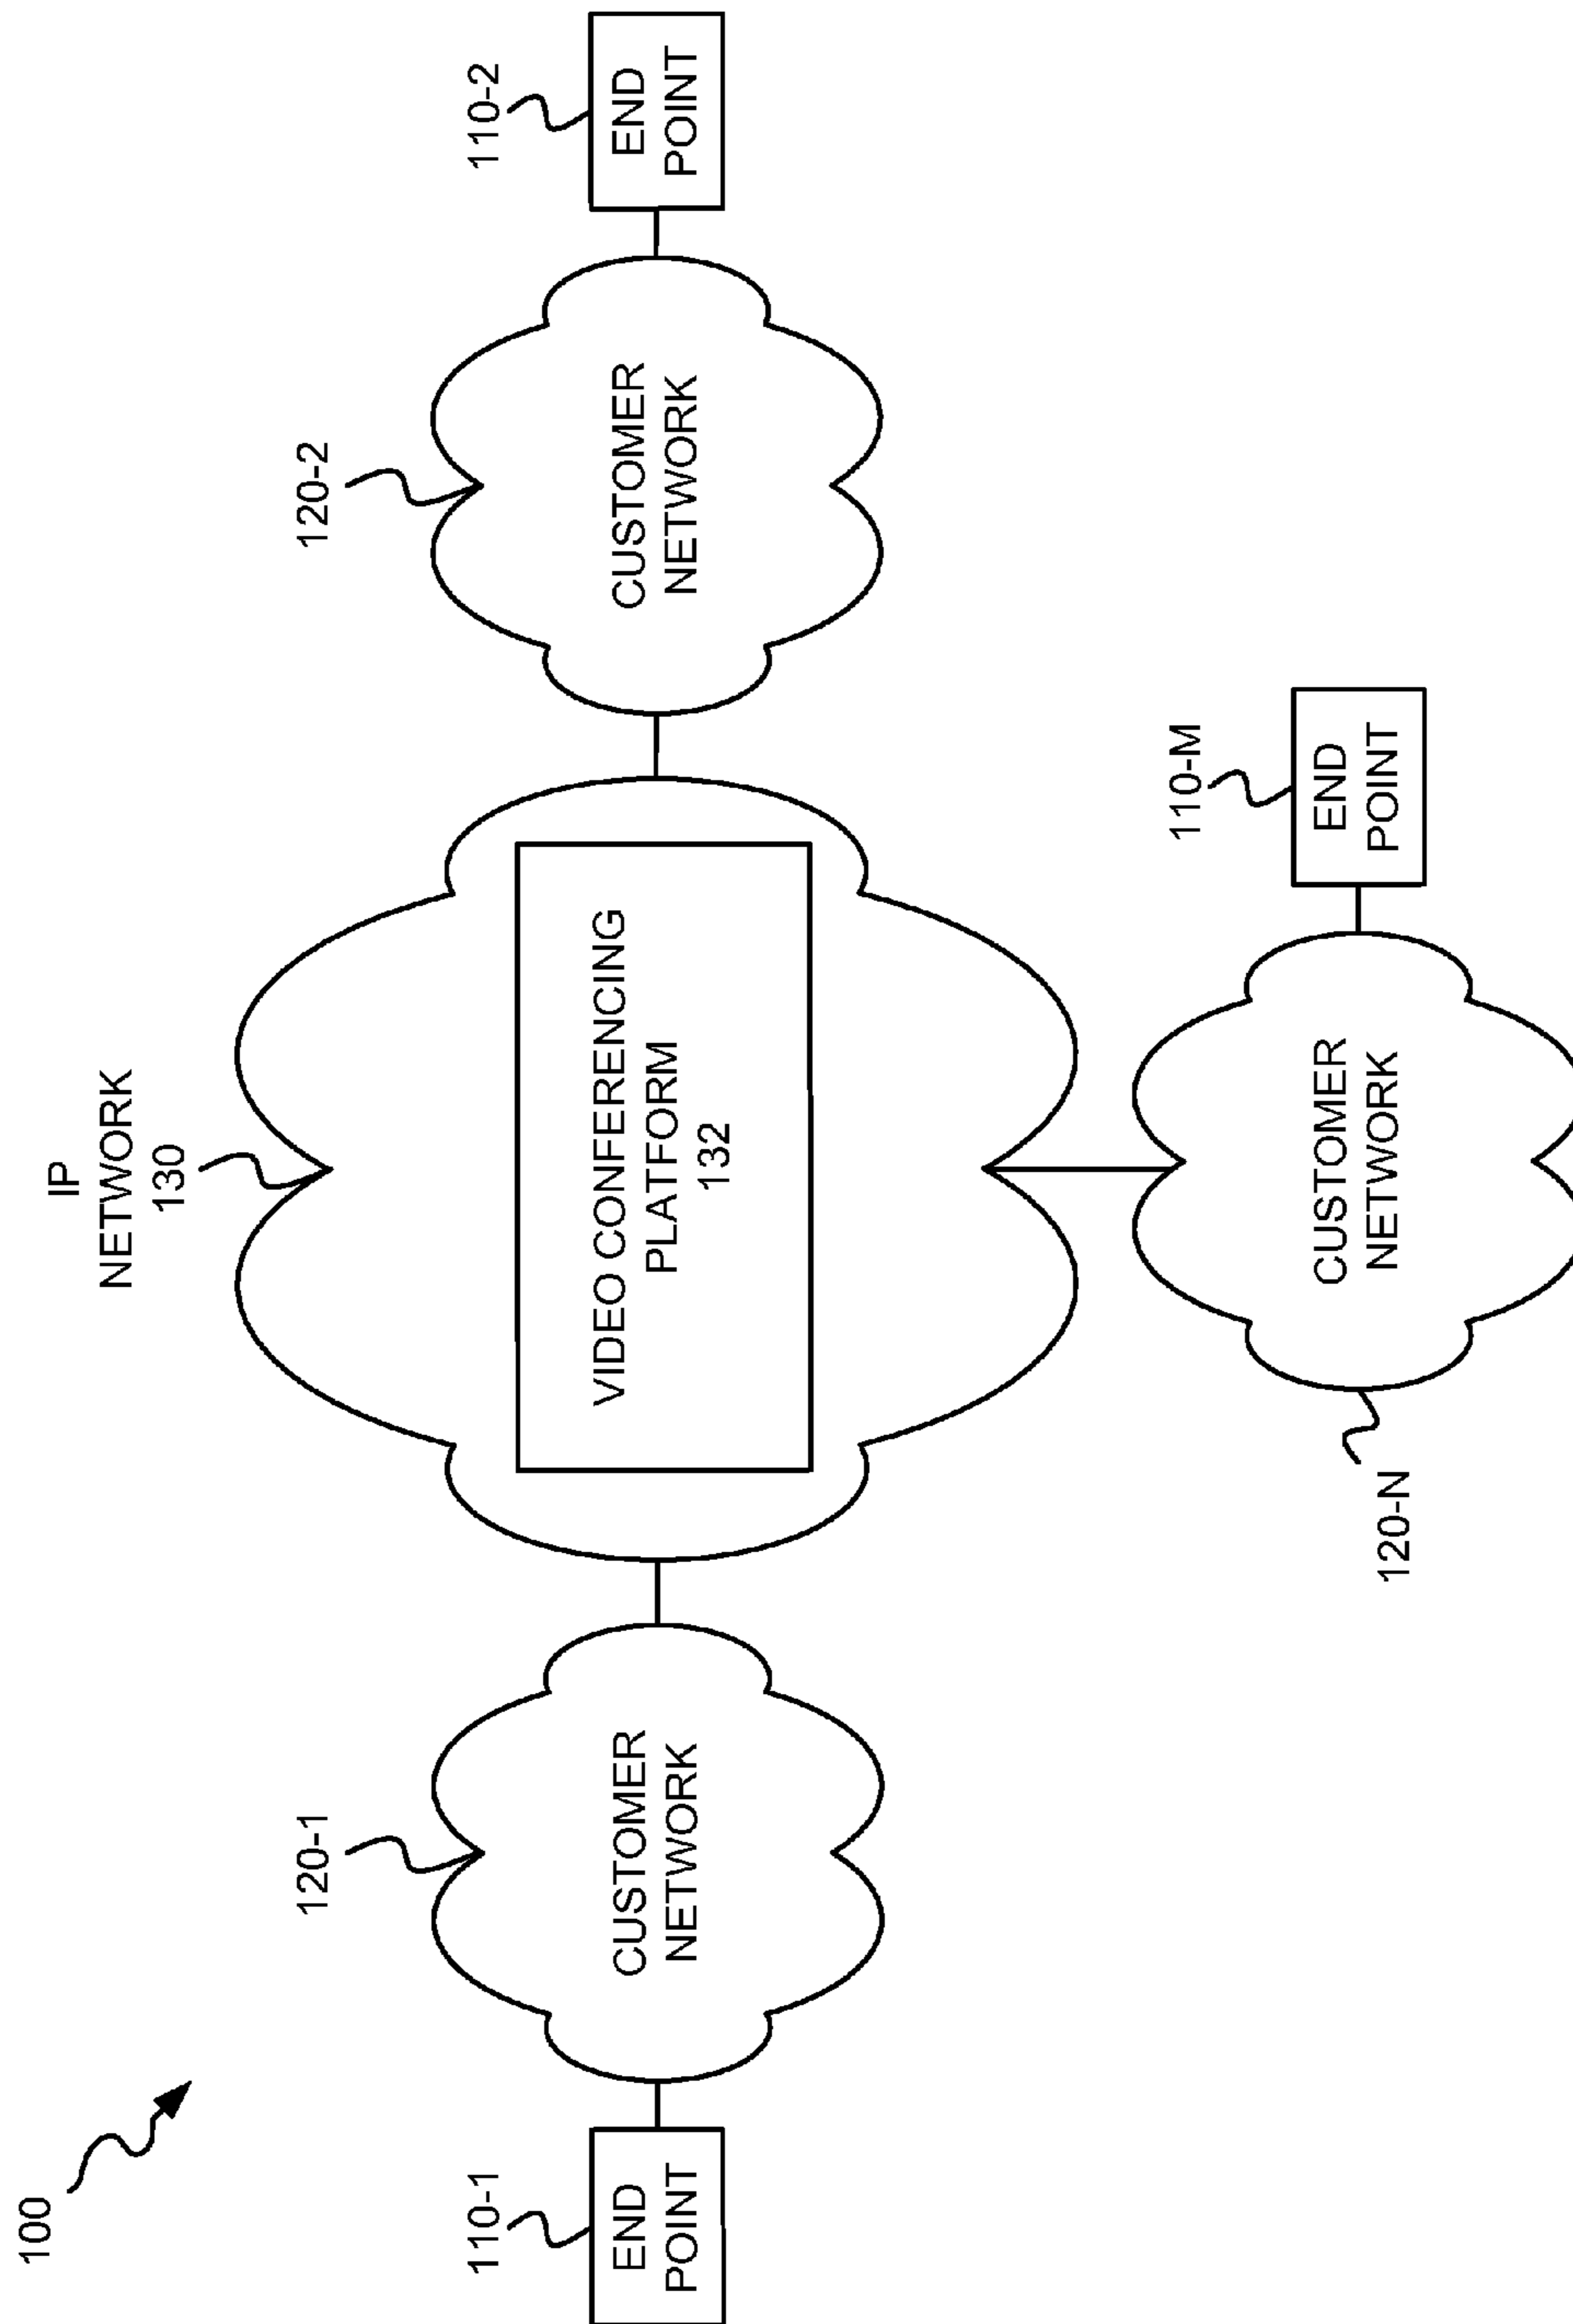 100
IP
NETWORK
130
120-1
120-2
110-1
END
POINT
CUSTOMER
NETWORK
VIDEO CONFERENCING
PLATFORM
132
CUSTOMER
NETWORK
110-2
END
POINT
120-N
CUSTOMER
NETWORK
110-M
END
POINT